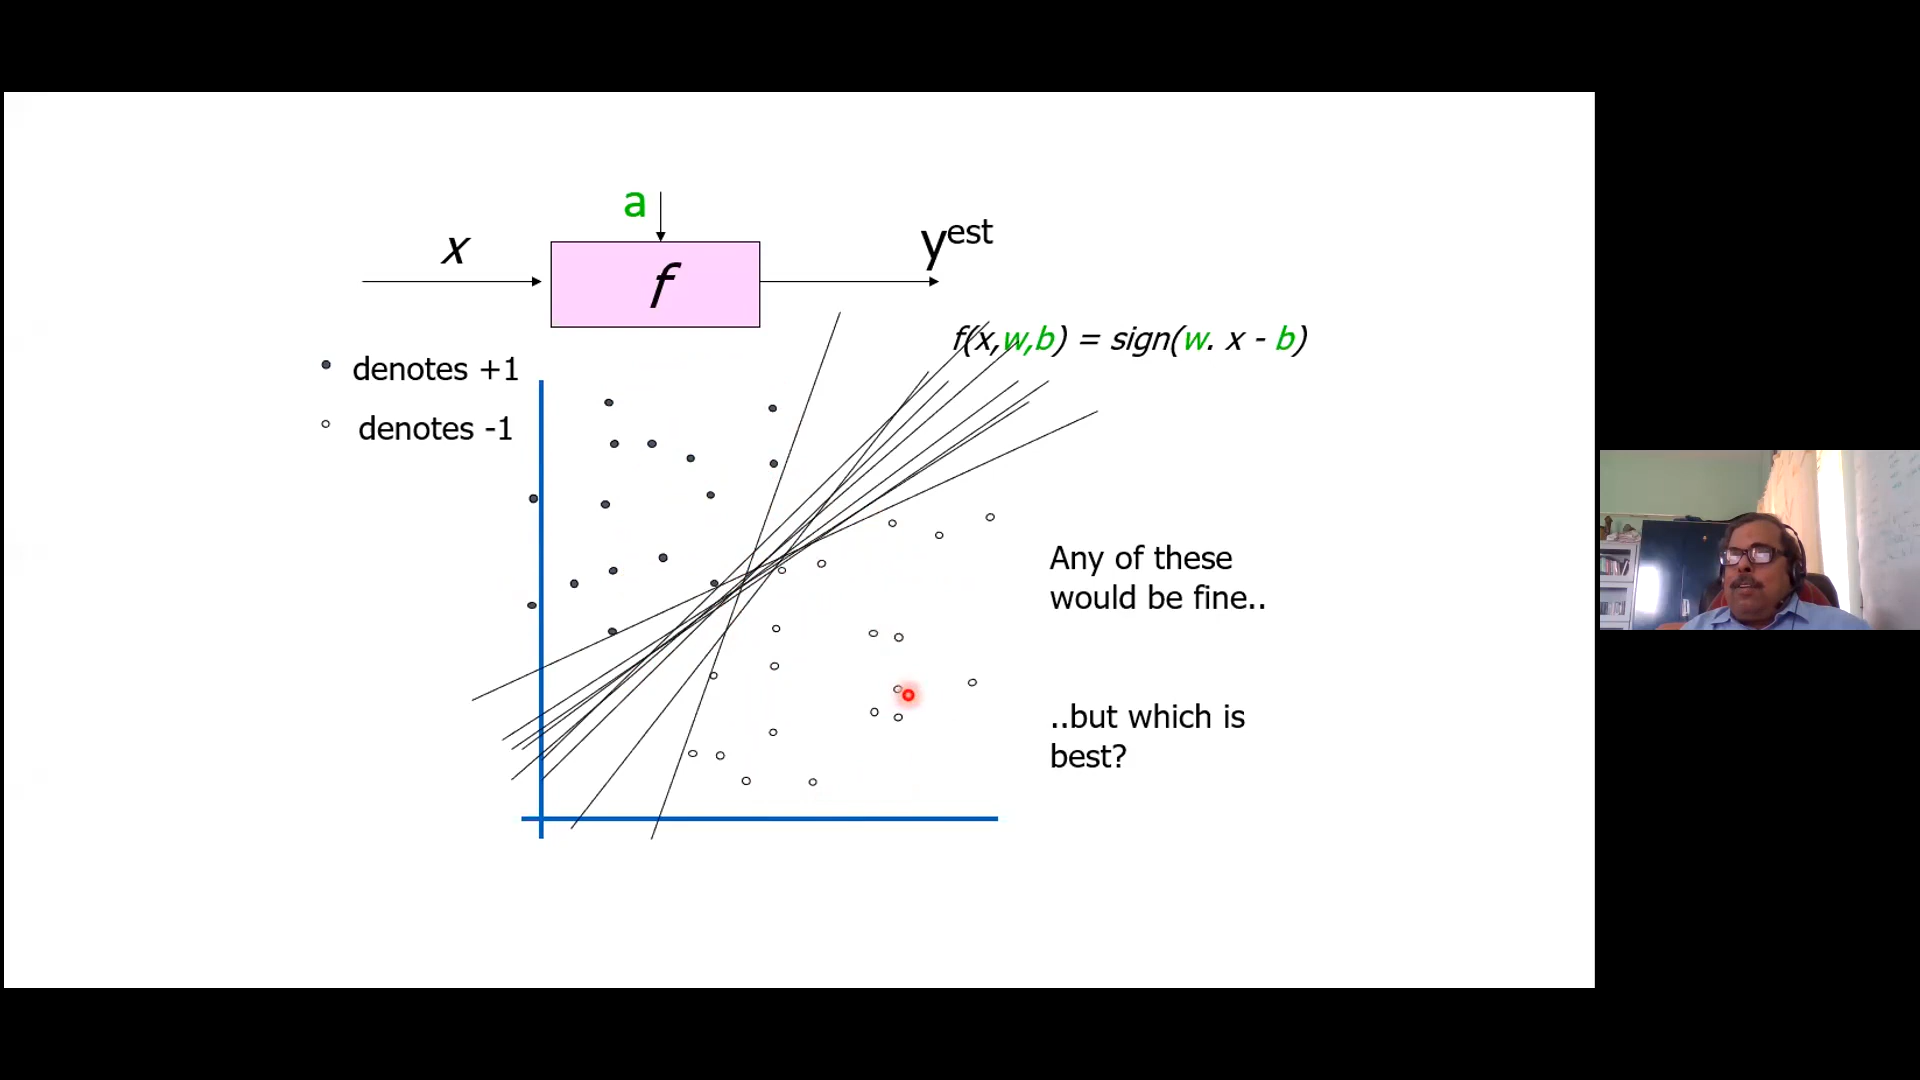 a
x
f
yest
f(x,w,b) = sign(w. x - b)
denotes +1
denotes -1
Any of these
would be fine..
..but which is
best?